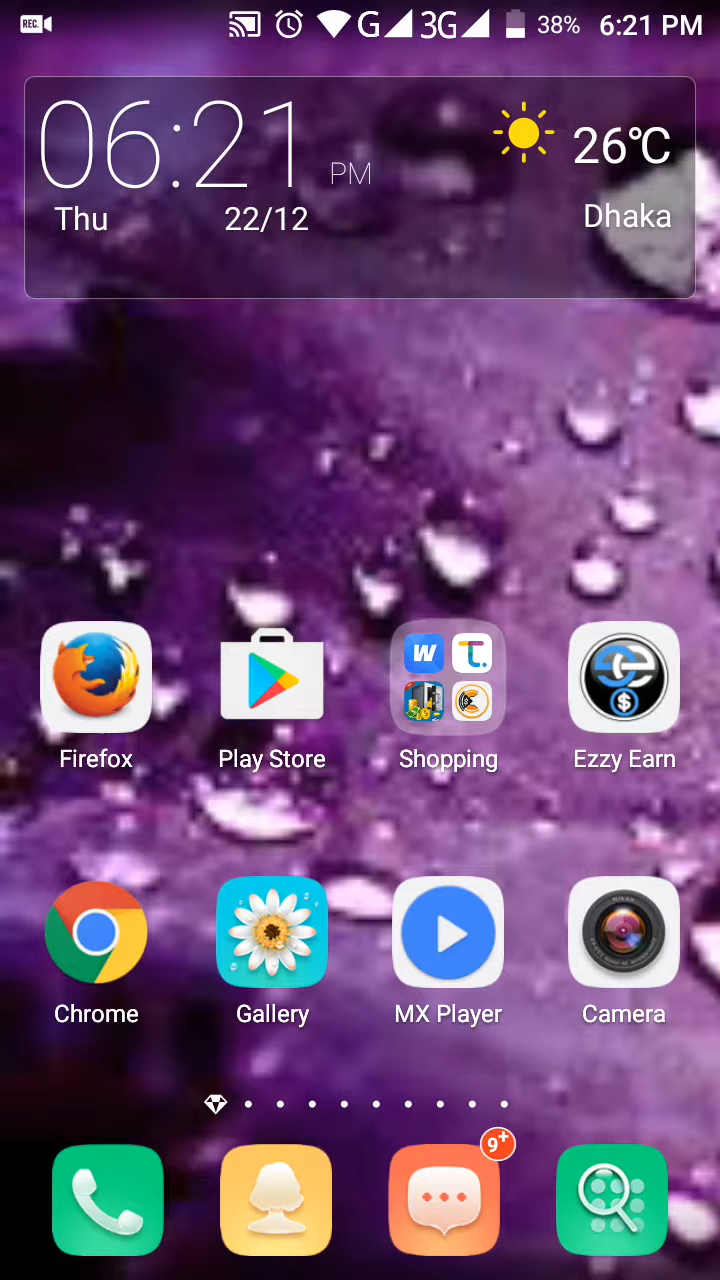 REC. G 3G 38% 6:21 PM
06:21 PM
26℃
Thu 22/12 Dhaka
W T.
Firefox Play Store Shopping Ezzy Earn
NIKON
Chrome Gallery MX Player Camera
9+